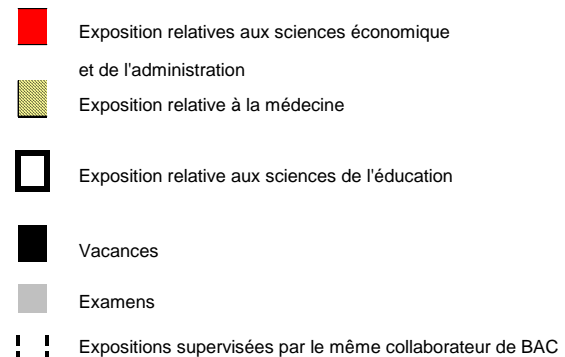 Exposition relatives aux sciences économique
et de l'administration
Exposition relative à la médecine
Exposition relative aux sciences de l'éducation
Vacances
Examens
Expositions supervisées par le même collaborateur de BAC